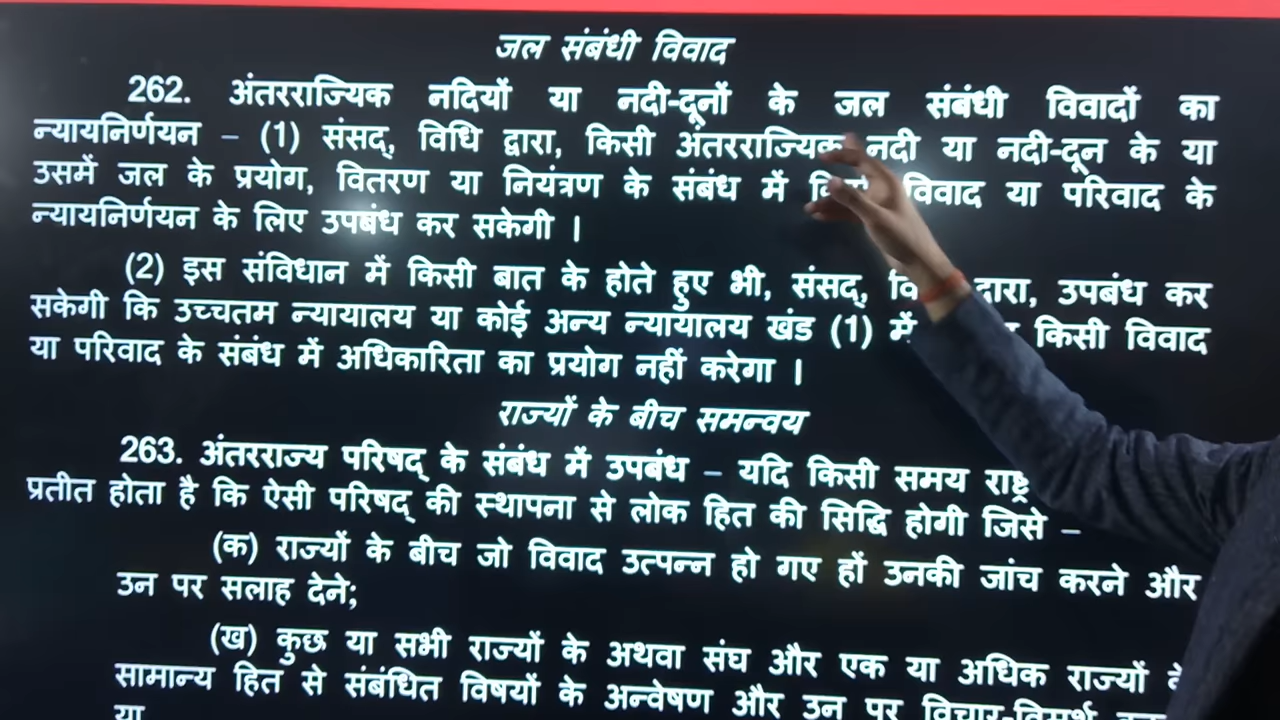 जल संबंधी विवाद
262. अंतरराज्यिक नदियों या नदी-दूनों के जल संबंधी विवादों का
न्यायनिर्णयन – (1) संसद्, विधि द्वारा, किसी अंतरराज्यिक नदी या नदी-दून के या
उसमें जल के प्रयोग, वितरण या नियंत्रण के संबंध में विवाद या परिवाद के
न्यायनिर्णयन के लिए उपबंध कर सकेगी ।
(2) इस संविधान में किसी बात के होते हुए भी, संसद्, द्वारा, उपबंध कर
सकेगी कि उच्चतम न्यायालय या कोई अन्य न्यायालय खंड (1) में किसी विवाद
या परिवाद के संबंध में अधिकारिता का प्रयोग नहीं करेगा ।
राज्यों के बीच समन्वय
263. अंतरराज्य परिषद् के संबंध में उपबंध – यदि किसी समय
प्रतीत होता है कि ऐसी परिषद् की स्थापना से लोक हित की सिद्धि होगी जिसे –
(क) राज्यों के बीच जो विवाद उत्पन्न हो गए हों उनकी जांच करने और
उन पर सलाह देने;
(ख) कुछ या सभी राज्यों के अथवा संघ और एक या अधिक राज्यों
सामान्य हित से संबंधित विषयों के अन्वेषण और उन पर विचार-विमर्श
या